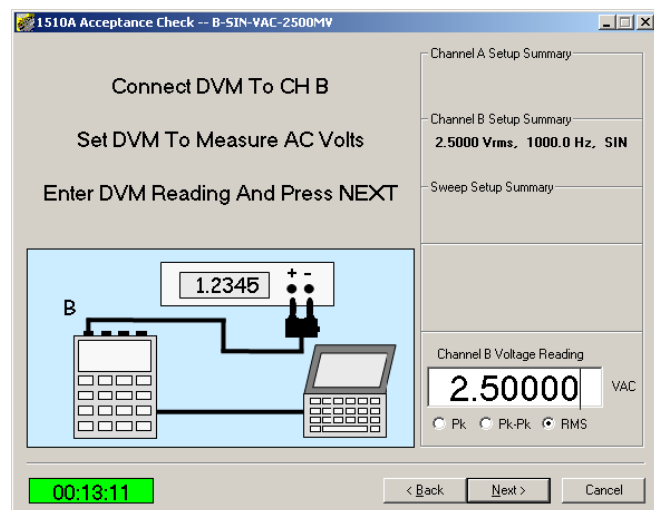 1510A Acceptance Check -- B-SIN-VAC-2500MV
Connect DVM To CH B
Set DVM To Measure AC Volts
Enter DVM Reading And Press NEXT
1.2345
+ -
B
Channel A Setup Summary
Channel B Setup Summary
2.5000 Vrms, 1000.0 Hz, SIN
Sweep Setup Summary
Channel B Voltage Reading
2.50000 VAC
Pk Pk-Pk RMS
00:13:11
< Back Next > Cancel